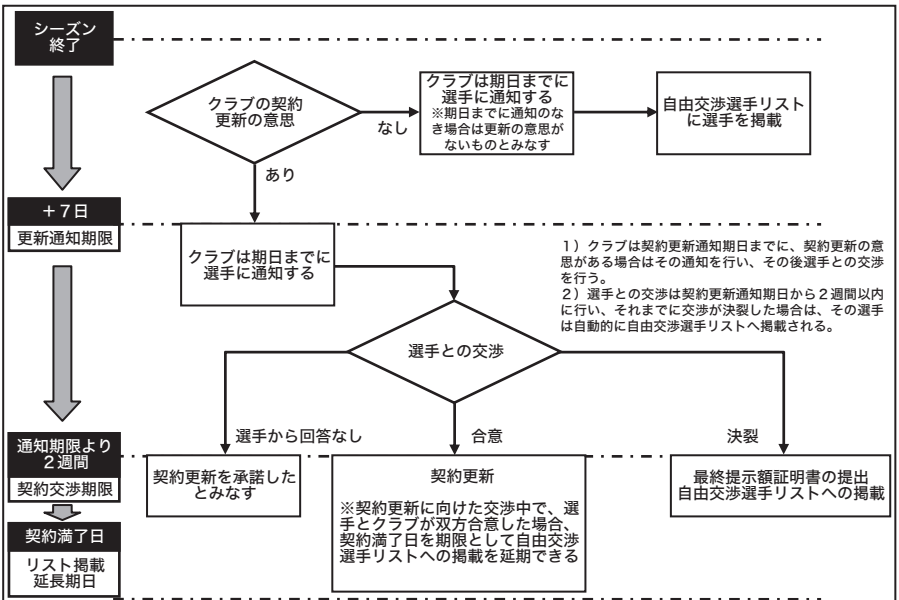 シーズン
終了
クラブの契約
更新の意思
なし
あり
クラブは期日までに
選手に通知する
※期日までに通知のな
き場合は更新の意思が
ないものとみなす
自由交渉選手リスト
に選手を掲載
+7日
更新通知期限
クラブは期日までに
選手に通知する
1)クラブは契約更新通知期日までに、契約更新の意
思がある場合はその通知を行い、その後選手との交渉
を行う。
2)選手との交渉は契約更新通知期日から2週間以内
に行い、それまでに交渉が決裂した場合は、その選手
は自動的に自由交渉選手リストへ掲載される。
選手との交渉
選手から回答なし
合意
決裂
通知期限より
2週間
契約交渉期限
契約更新を承諾した
とみなす
契約更新
※契約更新に向けた交渉中で、選
手とクラブが双方合意した場合、
契約満了日を期限として自由交渉
選手リストへの掲載を延期できる
最終提示額証明書の提出
自由交渉選手リストへの掲載
契約満了日
リスト掲載
延長期日